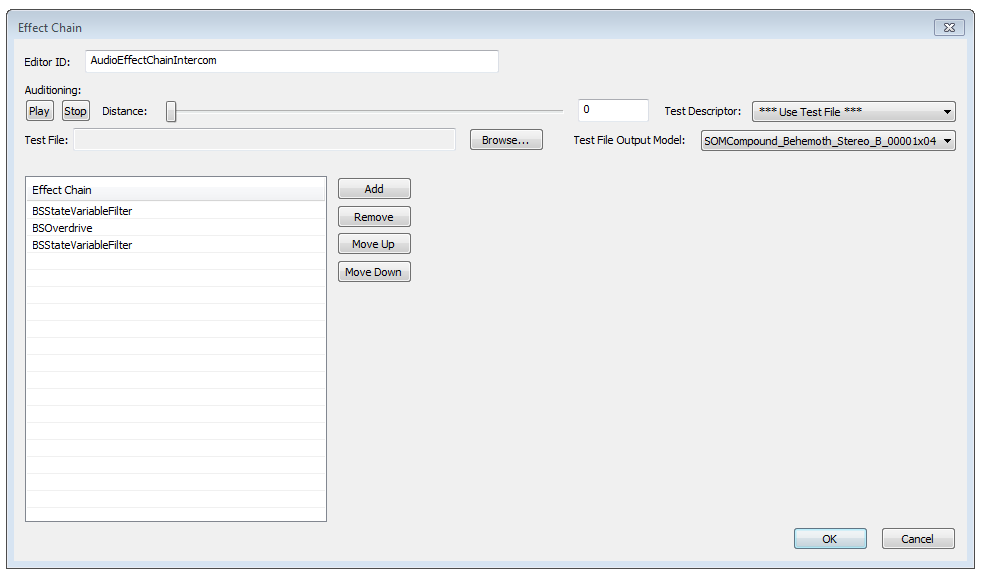 Effect Chain
Editor ID: AudioEffectChainIntercom
Auditioning:
Play Stop Distance: 0 Test Descriptor: *** Use Test File ***
Test File: Browse... Test File Output Model: SOMCompound_Behemoth_Stereo_B_00001x04
Effect Chain Add
BSStateVariableFilter
Remove
BSOverdrive
BSStateVariableFilter Move Up
Move Down
OK Cancel